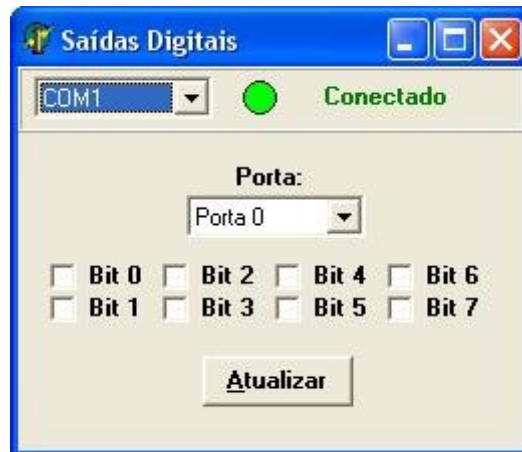 Saídas Digitais
COM1 Conectado
Porta:
Porta 0
Bit 0 Bit 2 Bit 4 Bit 6
Bit 1 Bit 3 Bit 5 Bit 7
Atualizar